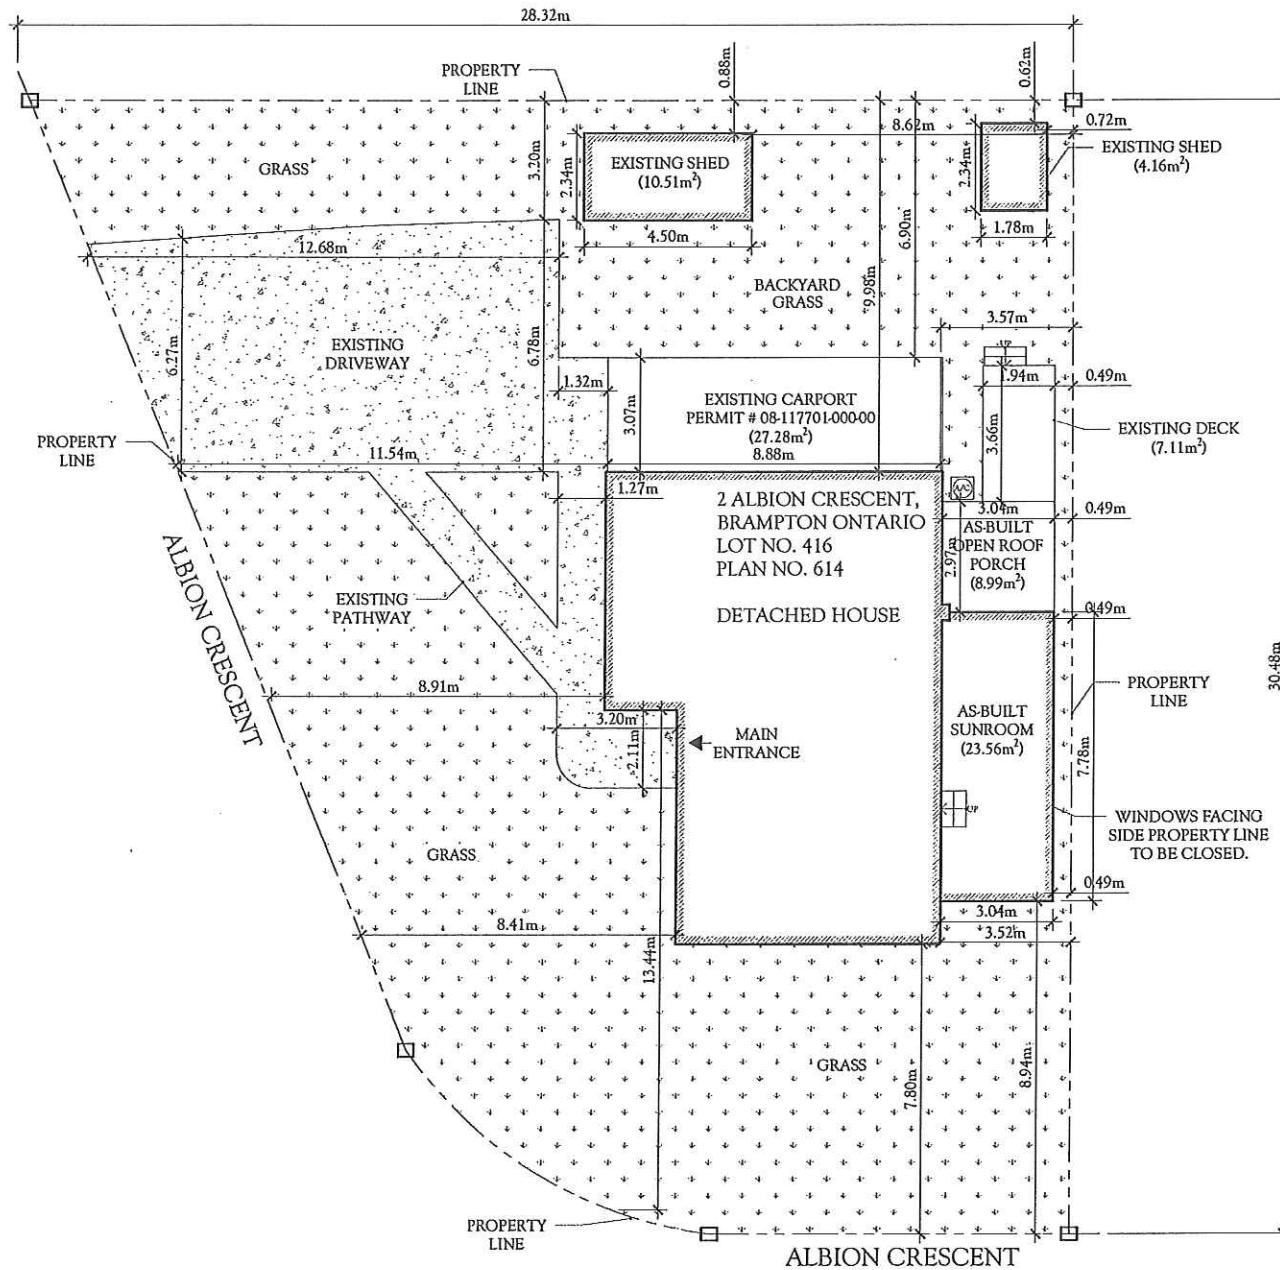 28.32m
PROPERTY
LINE
0.88m
0.62m
8.62m
0.72m
GRASS
3.20m
2.34m
EXISTING SHED
(10.51m²)
2.34m
EXISTING SHED
(4.16m²)
4.50m
1.78m
6.90m
12.68m
9.98m
BACKYARD
GRASS
3.57m
6.27m
EXISTING
DRIVEWAY
6.78m
1.32m
3.07m
EXISTING CARPORT
PERMIT # 08-117701-000-00
(27.28m²)
8.88m
1.94m
0.49m
3.66m
EXISTING DECK
(7.11m²)
PROPERTY
LINE
11.54m
1.27m
2 ALBION CRESCENT,
BRAMPTON ONTARIO
LOT NO. 416
PLAN NO. 614
DETACHED HOUSE
3.04m
0.49m
AS-BUILT
OPEN ROOF
PORCH
(8.99m²)
2.97m
0.49m
ALBION CRESCENT
EXISTING
PATHWAY
30.48m
8.91m
3.20m
2.11m
MAIN
ENTRANCE
AS-BUILT
SUNROOM
(23.56m²)
PROPERTY
LINE
7.78m
UP
WINDOWS FACING
SIDE PROPERTY LINE
TO BE CLOSED.
GRASS
0.49m
3.04m
3.52m
8.41m
13.44m
GRASS
7.80m
8.94m
PROPERTY
LINE
ALBION CRESCENT